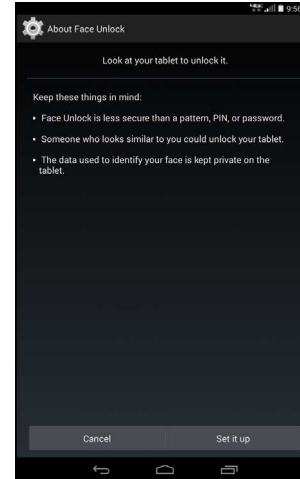 9:56
About Face Unlock
Look at your tablet to unlock it.
Keep these things in mind:
• Face Unlock is less secure than a pattern, PIN, or password.
• Someone who looks similar to you could unlock your tablet.
• The data used to identify your face is kept private on the
tablet.
Cancel
Set it up